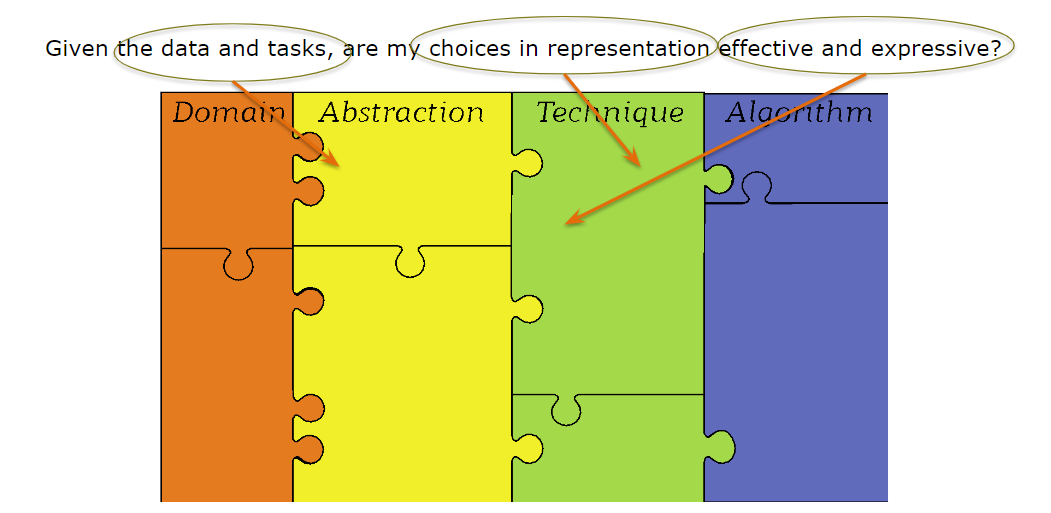 Given the data and tasks, are my choices in representation effective and expressive?
Domain Abstraction Technique Algorithm